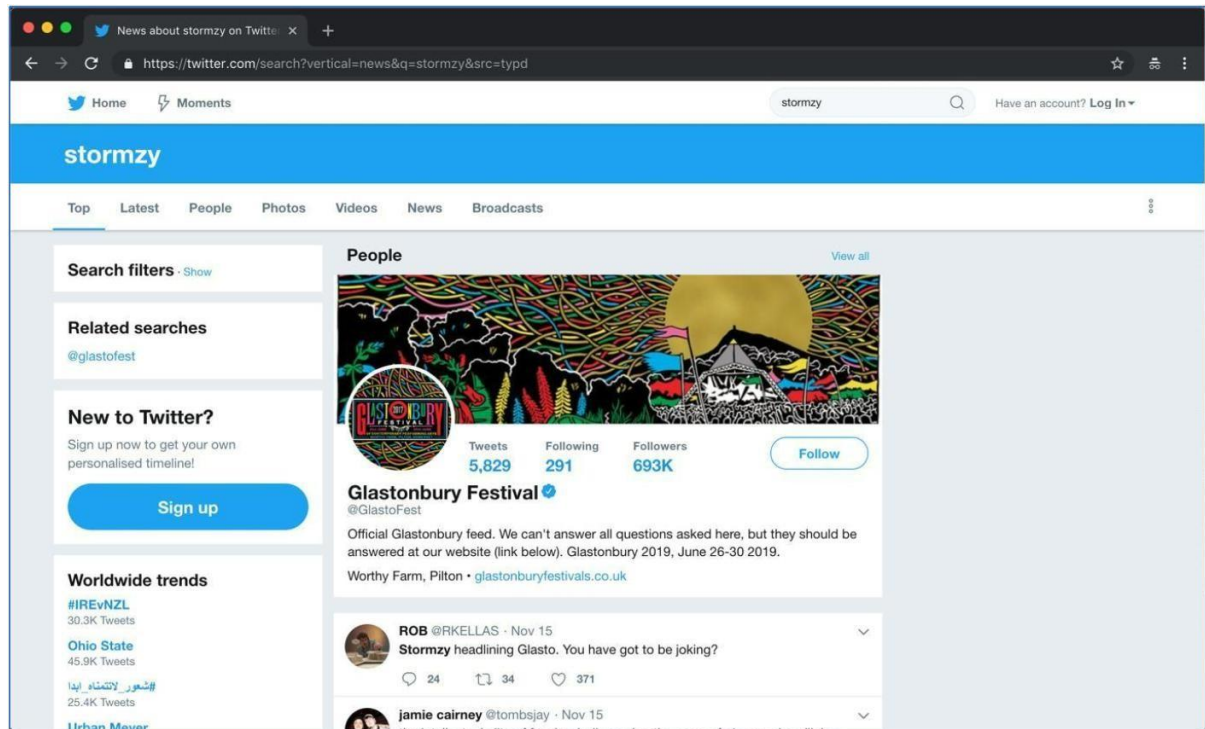 News about stormzy on Twitte
https://twitter.com/search?vertical=news&q=stormzy&src=typd
Home Moments stormzy Have an account? Log In
stormzy
Top Latest People Photos Videos News Broadcasts
Search filters · Show
Related searches
@glastofest
New to Twitter?
Sign up now to get your own
personalised timeline!
Sign up
Worldwide trends
#IREvNZL
30.3K Tweets
Ohio State
45.9K Tweets
#شعور_لاتتمناه_ابدا
25.4K Tweets
Urban Meyer
People View all
GLASTONBURY
2017
FESTIVAL
Tweets Following Followers
5,829 291 693K Follow
Glastonbury Festival
@GlastoFest
Official Glastonbury feed. We can't answer all questions asked here, but they should be
answered at our website (link below). Glastonbury 2019, June 26-30 2019.
Worthy Farm, Pilton • glastonburyfestivals.co.uk
ROB @RKELLAS · Nov 15
Stormzy headlining Glasto. You have got to be joking?
24 34 371
jamie cairney @tombsjay · Nov 15